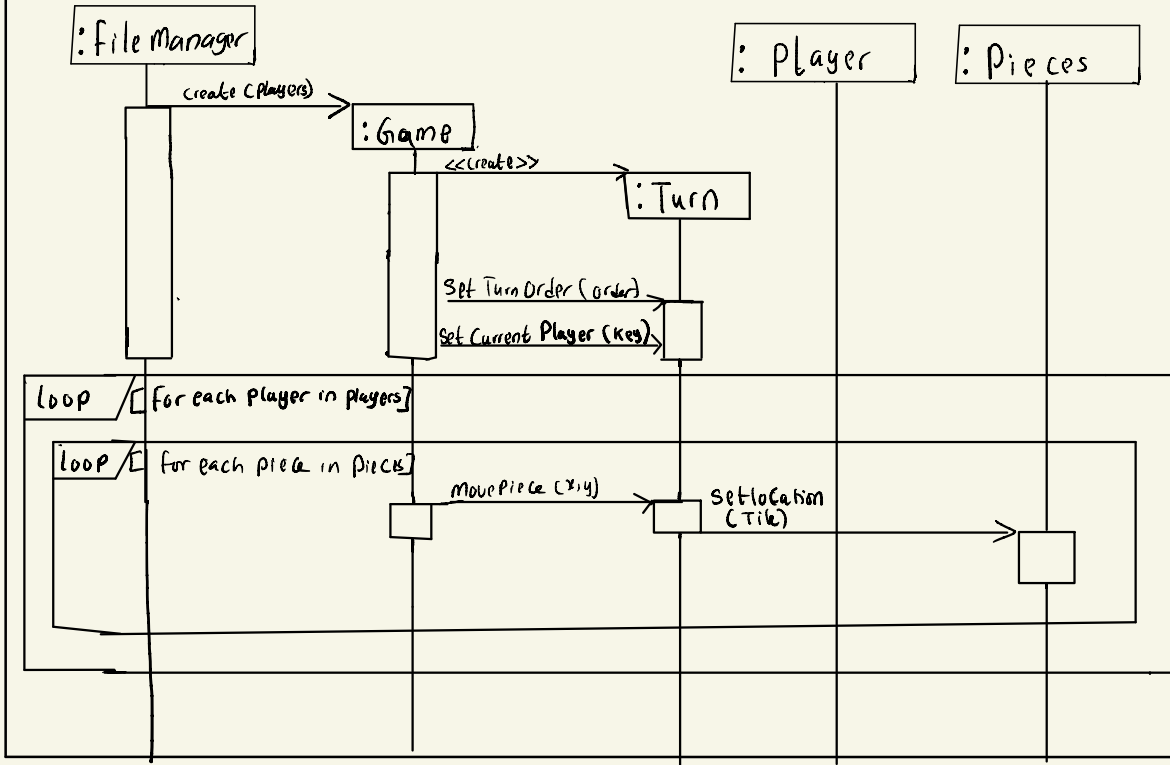 : File Manager
: Player
: Pieces
create (players)
: Game
<<create>>
: Turn
Set Turn Order (order)
Set Current Player (key)
loop
[for each player in players]
loop
[for each piece in pieces]
MovePiece (x,y)
setlocation
(Tile)